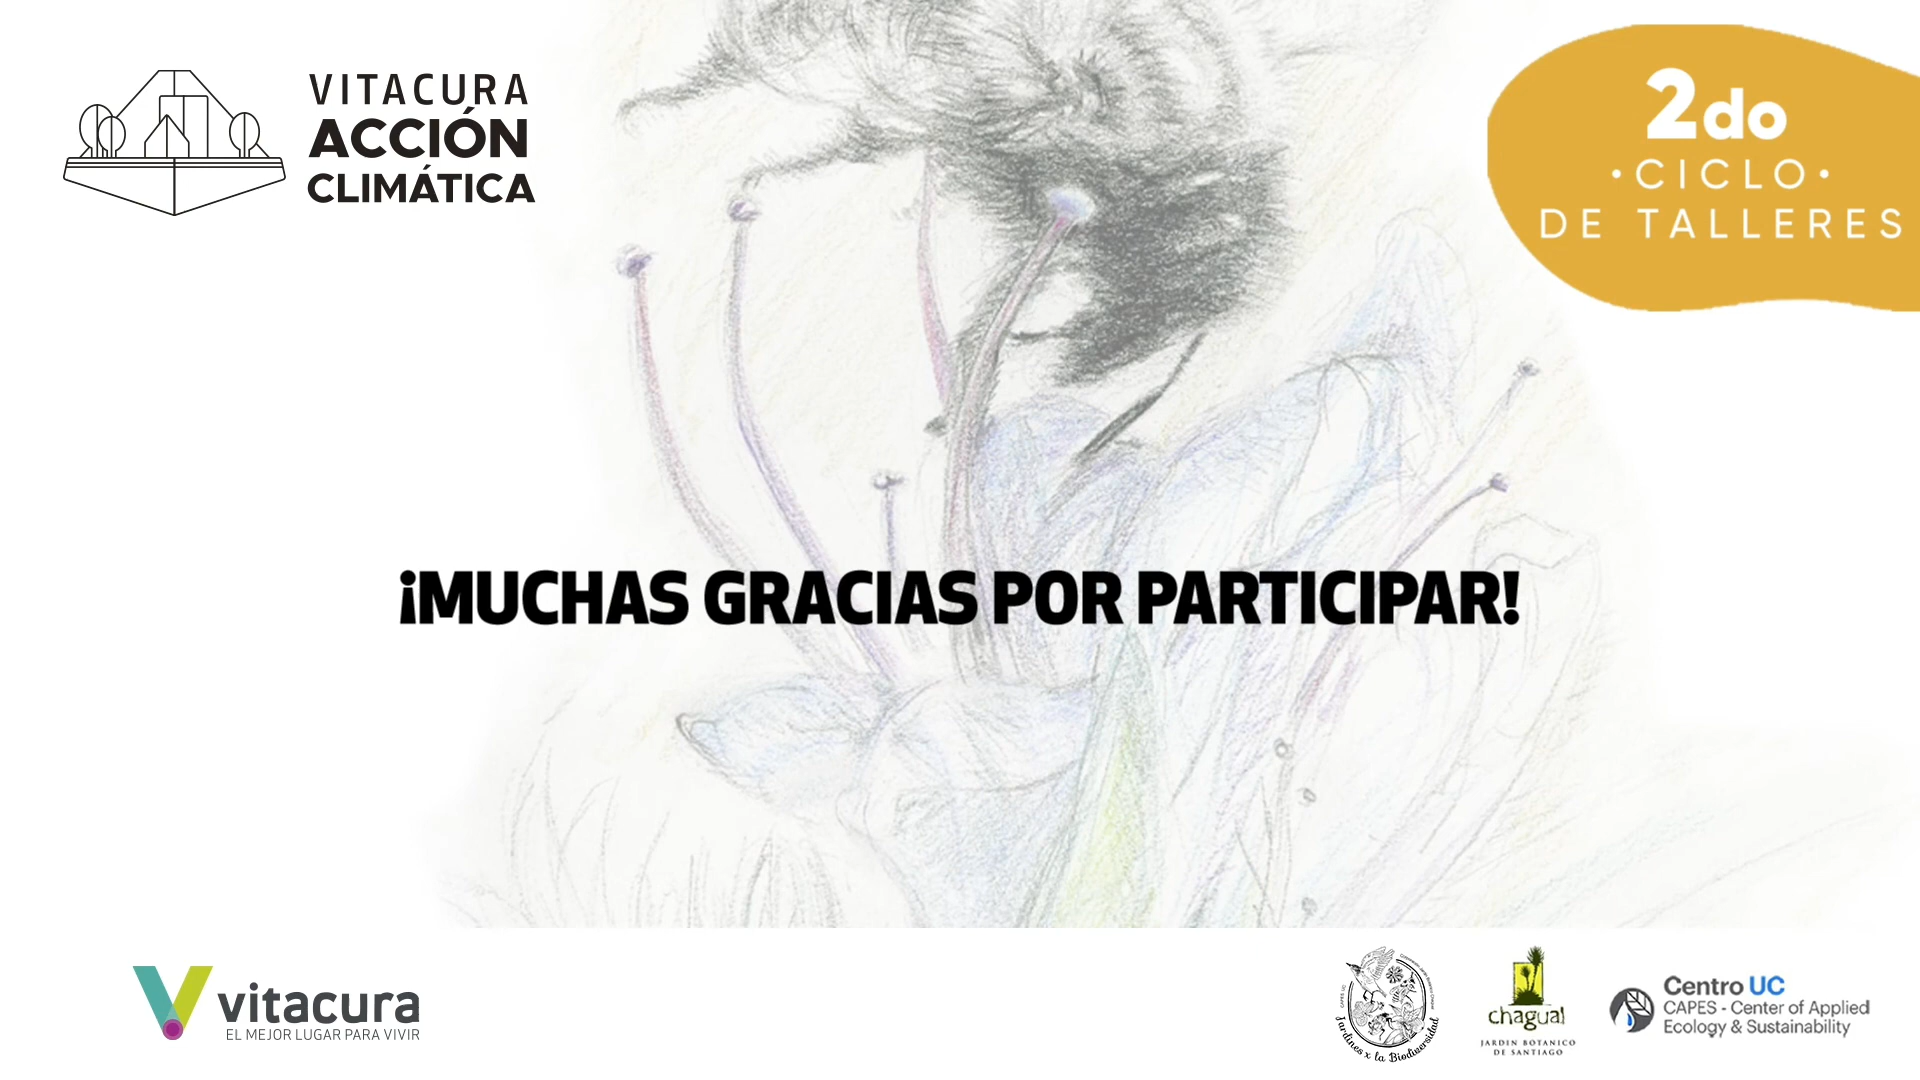 VITACURA
ACCIÓN
CLIMÁTICA
2do
·CICLO·
DE TALLERES
¡MUCHAS GRACIAS POR PARTICIPAR!
vitacura
EL MEJOR LUGAR PARA VIVIR
Jardines x la Biodiversidad
chagual
JARDIN BOTANICO
DE SANTIAGO
Centro UC
CAPES - Center of Applied
Ecology & Sustainability